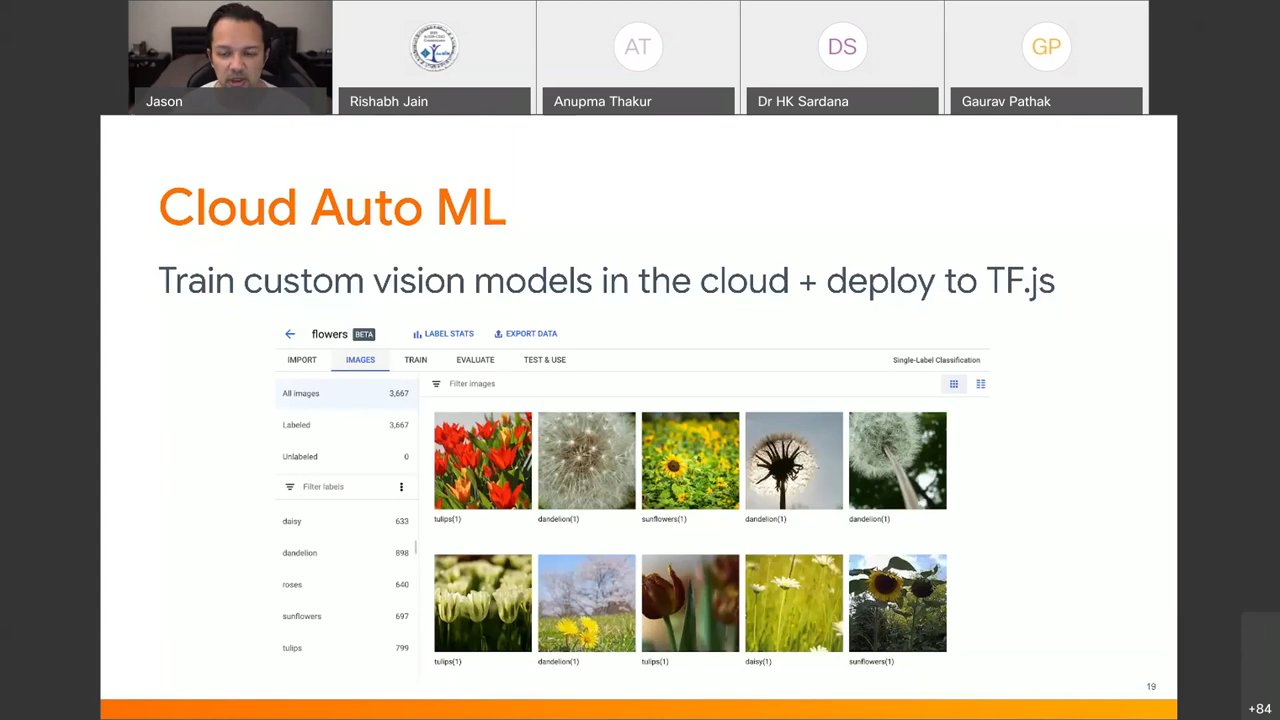 AT
DS
GP
Jason
Rishabh Jain
Anupma Thakur
Dr HK Sardana
Gaurav Pathak
Cloud Auto ML
Train custom vision models in the cloud + deploy to TF.js
flowers BETA
LABEL STATS
EXPORT DATA
IMPORT
IMAGES
TRAIN
EVALUATE
TEST & USE
Single-Label Classification
All images 3,667
Filter images
Labeled 3,667
Unlabeled 0
Filter labels
daisy 633
dandelion 898
roses 640
sunflowers 697
tulips 799
tulips(1)
dandelion(1)
sunflowers(1)
dandelion(1)
dandelion(1)
tulips(1)
dandelion(1)
tulips(1)
daisy(1)
sunflowers(1)
19
+84